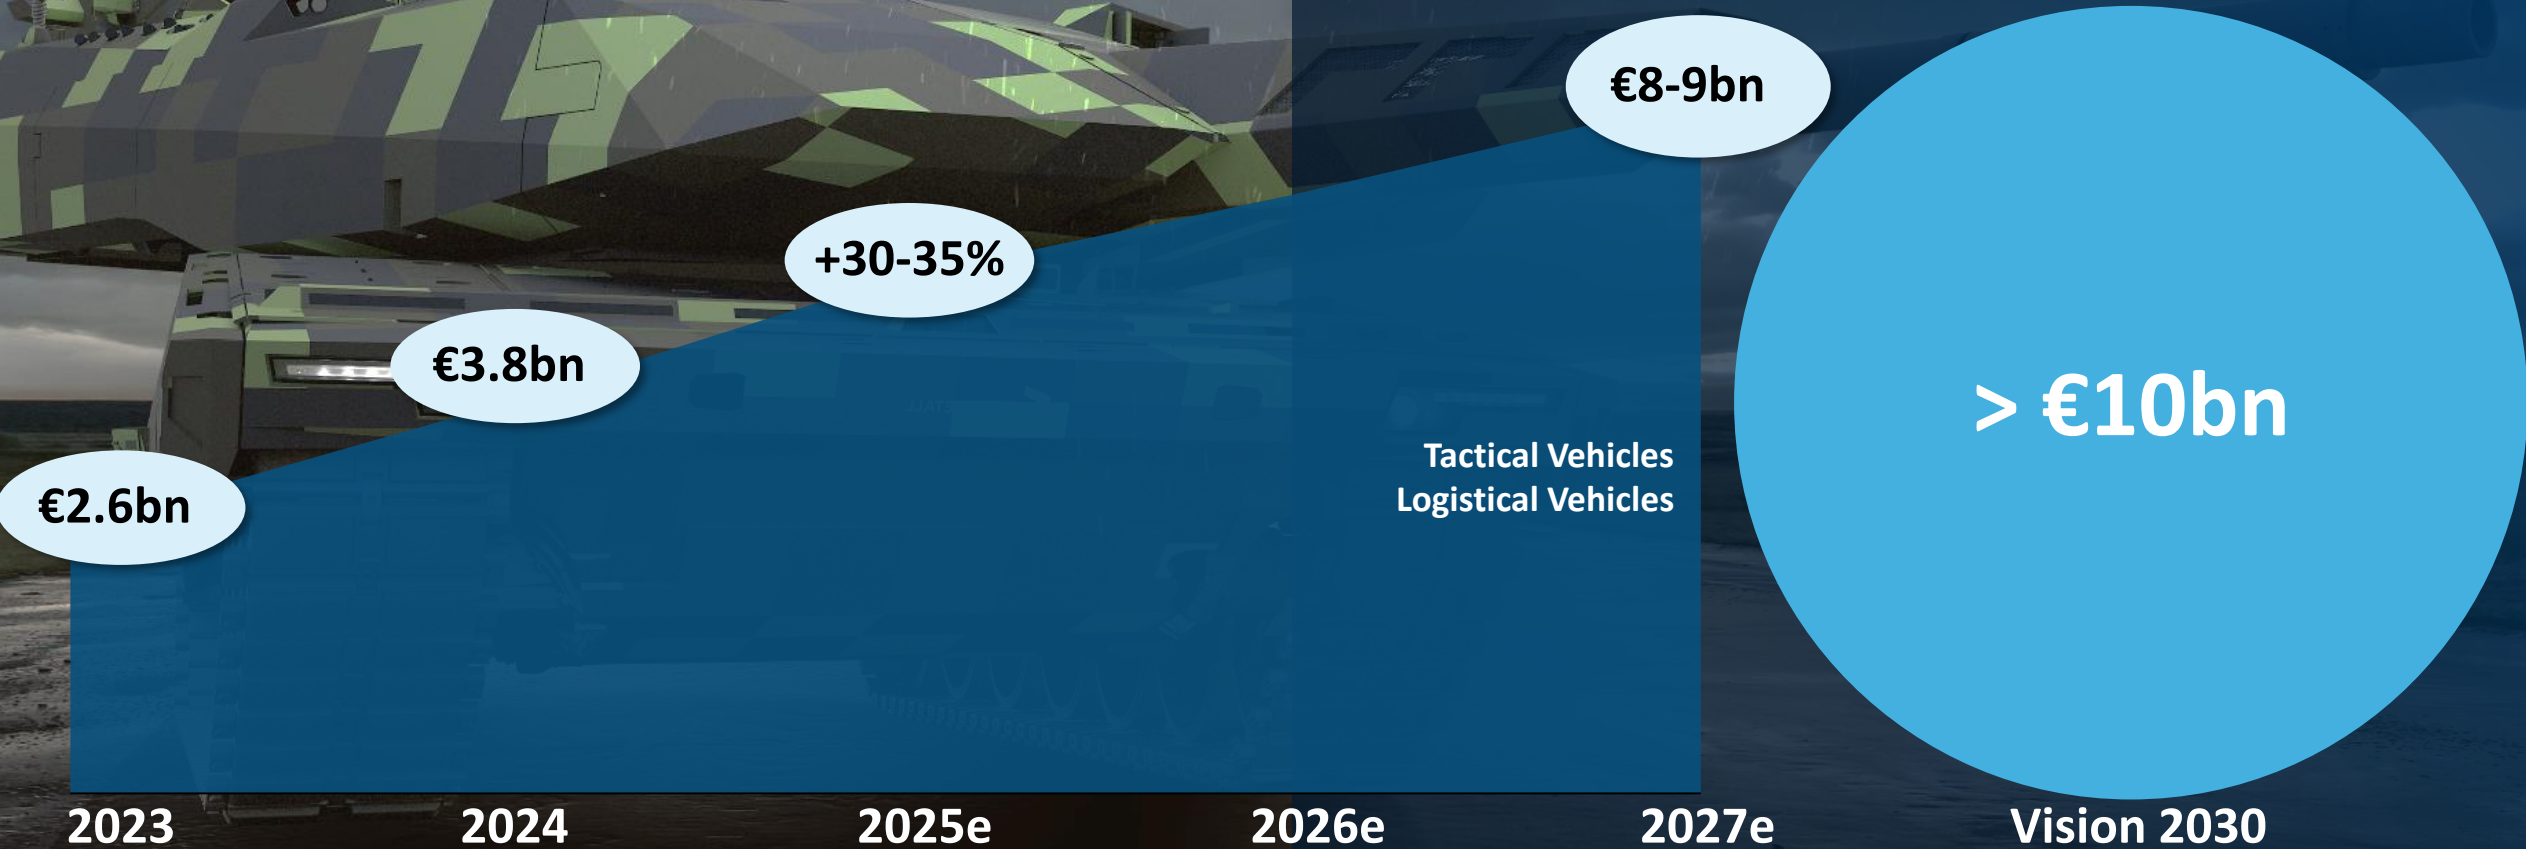 €8-9bn
+30-35%
€3.8bn
€2.6bn
> €10bn
Tactical Vehicles
Logistical Vehicles
2023 2024 2025e 2026e 2027e Vision 2030